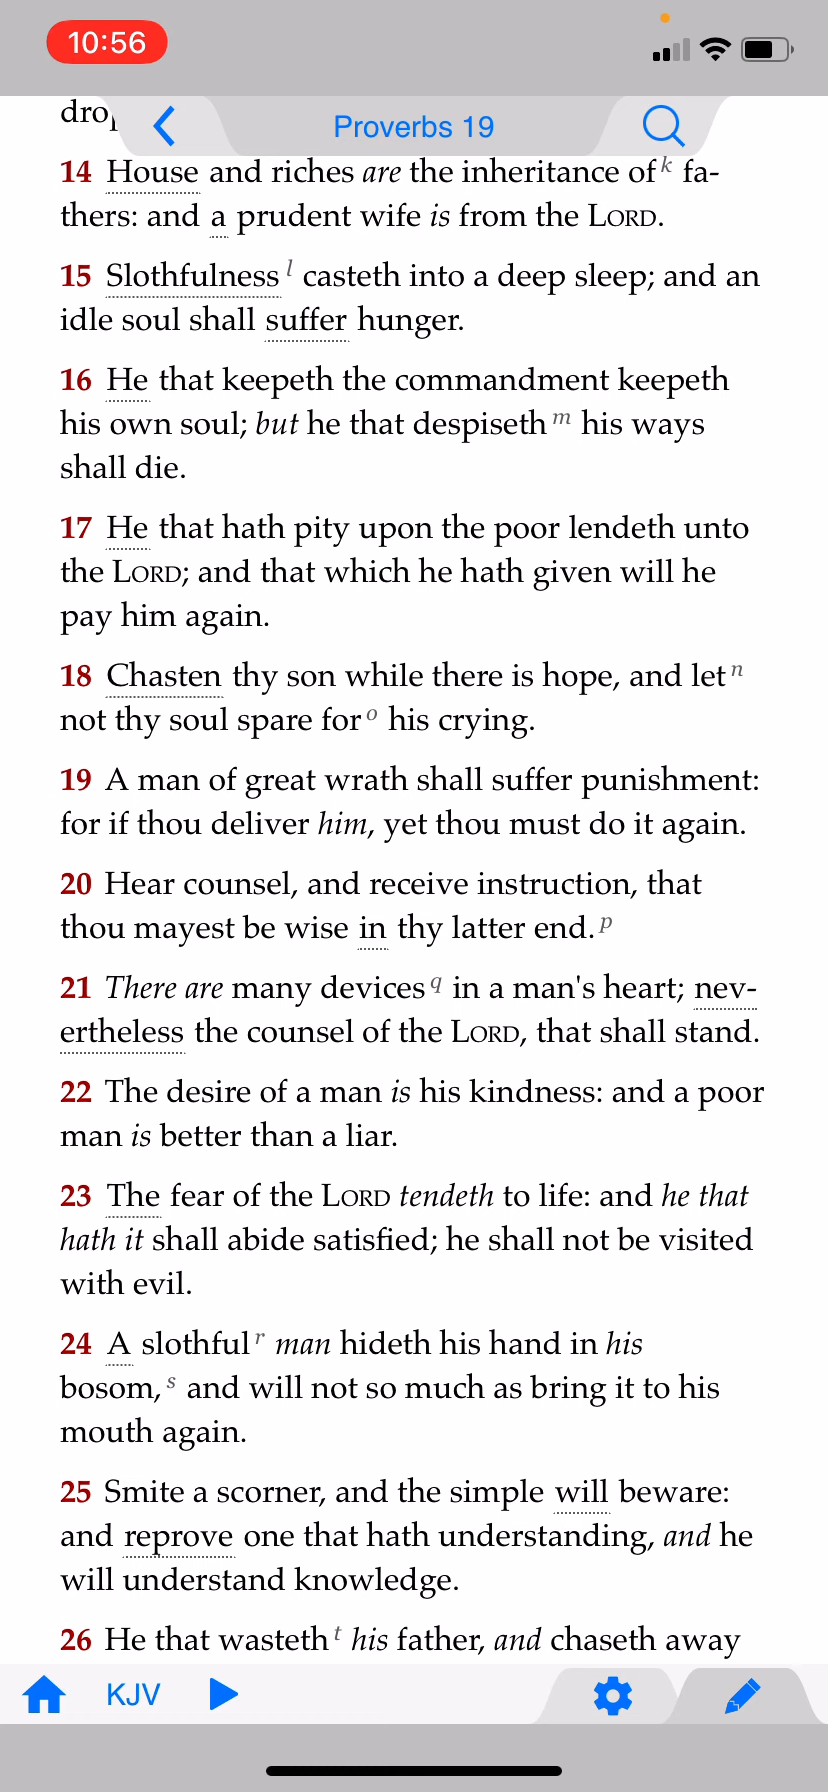 10:56
Proverbs 19
14 House and riches are the inheritance of k fa-
thers: and a prudent wife is from the LORD.
15 Slothfulness l casteth into a deep sleep; and an
idle soul shall suffer hunger.
16 He that keepeth the commandment keepeth
his own soul; but he that despiseth m his ways
shall die.
17 He that hath pity upon the poor lendeth unto
the LORD; and that which he hath given will he
pay him again.
18 Chasten thy son while there is hope, and let n
not thy soul spare for o his crying.
19 A man of great wrath shall suffer punishment:
for if thou deliver him, yet thou must do it again.
20 Hear counsel, and receive instruction, that
thou mayest be wise in thy latter end. p
21 There are many devices q in a man's heart; nev-
ertheless the counsel of the LORD, that shall stand.
22 The desire of a man is his kindness: and a poor
man is better than a liar.
23 The fear of the LORD tendeth to life: and he that
hath it shall abide satisfied; he shall not be visited
with evil.
24 A slothful r man hideth his hand in his
bosom, s and will not so much as bring it to his
mouth again.
25 Smite a scorner, and the simple will beware:
and reprove one that hath understanding, and he
will understand knowledge.
26 He that wasteth t his father, and chaseth away
KJV